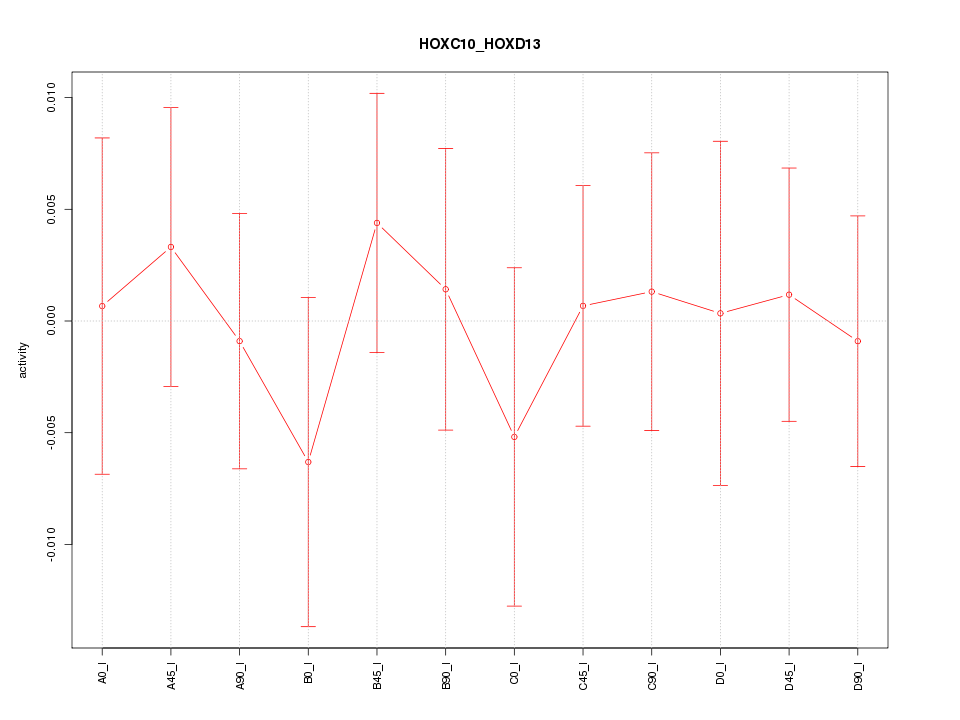 HOXC10_HOXD13
activity
0.010
0.005
0.000
-0.005
-0.010
A0_I
A45_I
A90_I
B0_I
B45_I
B90_I
C0_I
C45_I
C90_I
D0_I
D45_I
D90_I